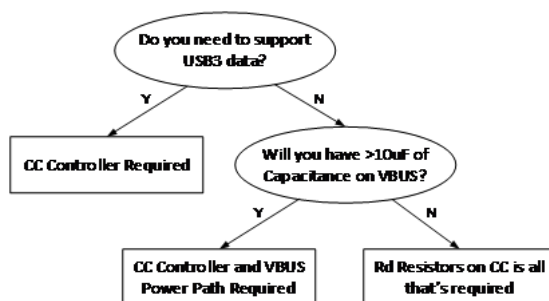 Do you need to support
USB3 data?
Y
N
CC Controller Required
Will you have >10uF of
Capacitance on VBUS?
Y
N
CC Controller and VBUS
Power Path Required
Rd Resistors on CC is all
that's required